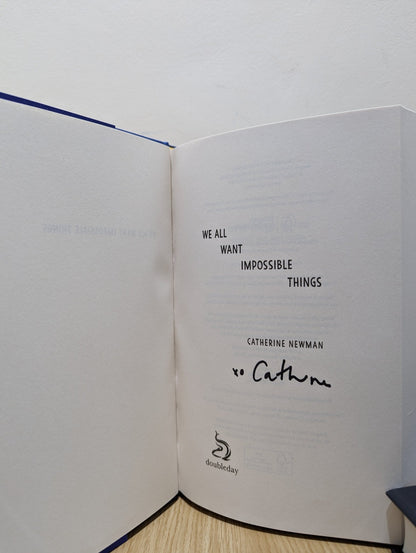 WE ALL
WANT
IMPOSSIBLE
THINGS
CATHERINE NEWMAN
xo Catherine
doubleday